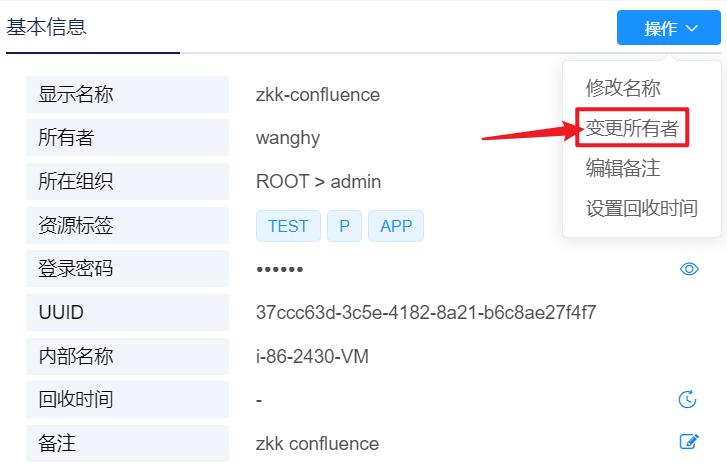 基本信息 操作
修改名称
变更所有者
编辑备注
设置回收时间
显示名称 zkk-confluence
所有者 wanghy
所在组织 ROOT > admin
资源标签 TEST P APP
登录密码 ••••••
UUID 37ccc63d-3c5e-4182-8a21-b6c8ae27f4f7
内部名称 i-86-2430-VM
回收时间 -
备注 zkk confluence